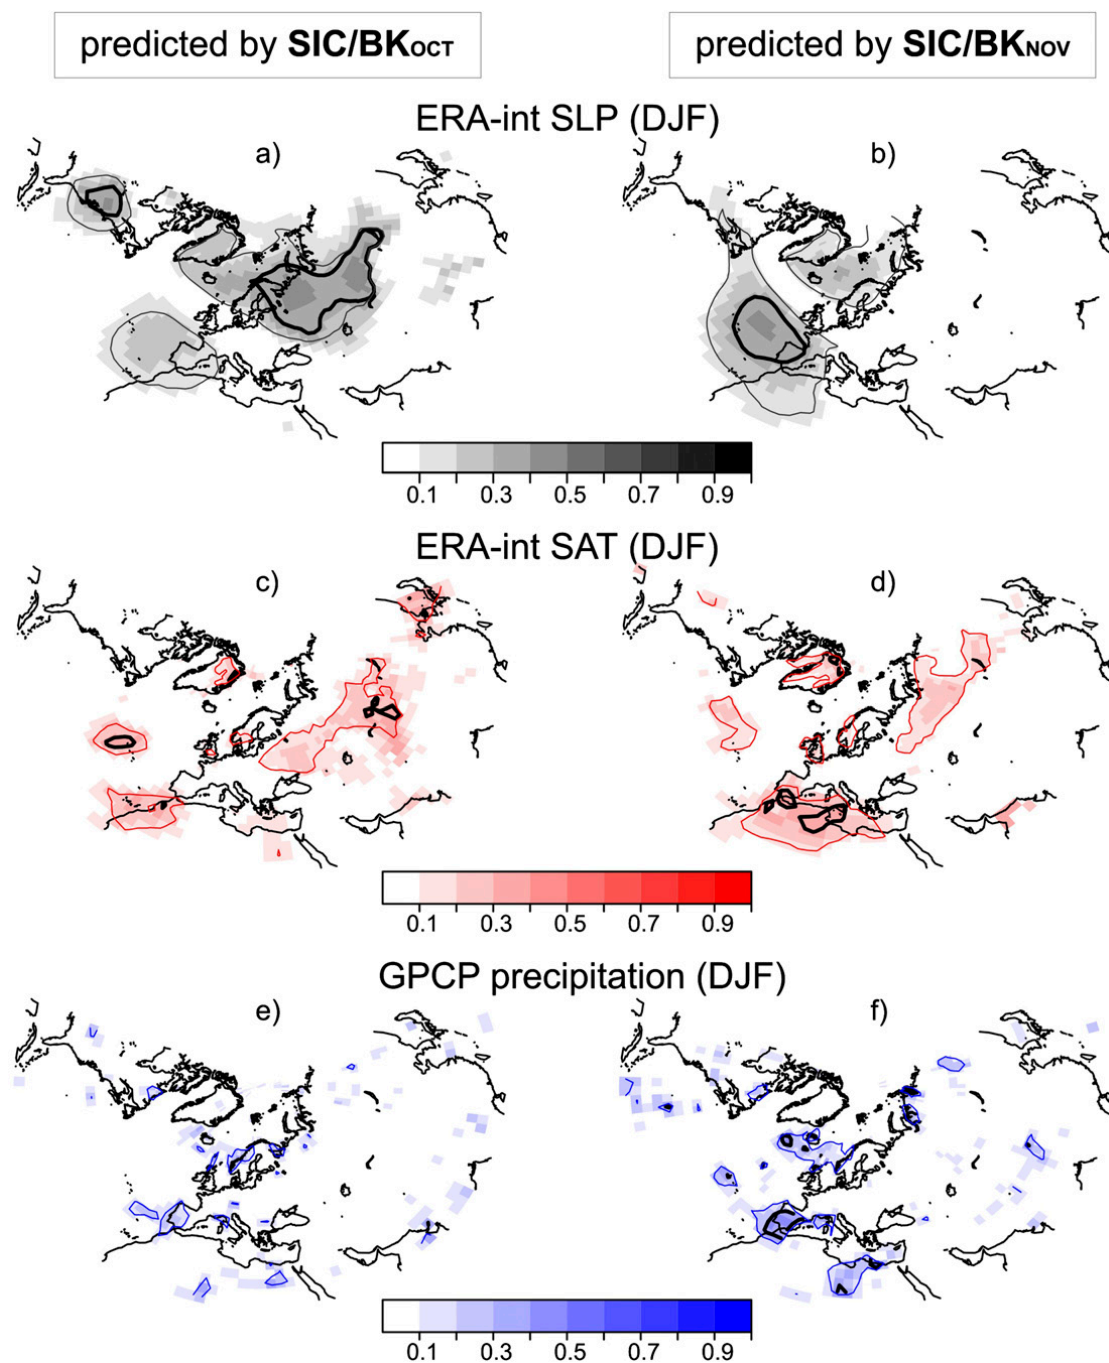 predicted by SIC/BKOCT
predicted by SIC/BKNOV
ERA-int SLP (DJF)
a)
b)
0.1 0.3 0.5 0.7 0.9
ERA-int SAT (DJF)
c)
d)
0.1 0.3 0.5 0.7 0.9
GPCP precipitation (DJF)
e)
f)
0.1 0.3 0.5 0.7 0.9